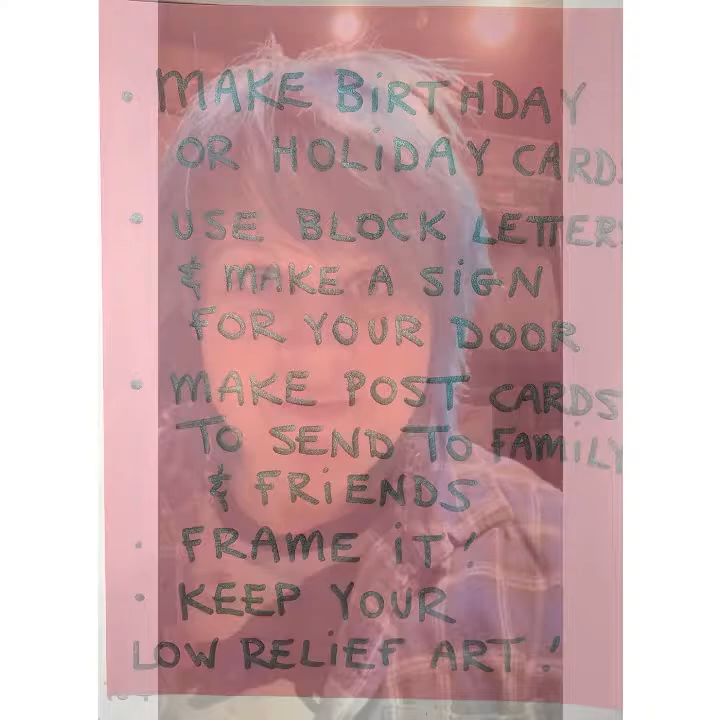 • MAKE BiRTHDAY
OR HOLiDAY CARDS
• USE BLOCK LETTERS
& MAKE A SiGN
FOR YOUR DOOR
• MAKE POST CARDS
TO SEND TO FAMiLY
& FRiENDS
• FRAME iT!
• KEEP YOUR
LOW RELiEF ART!